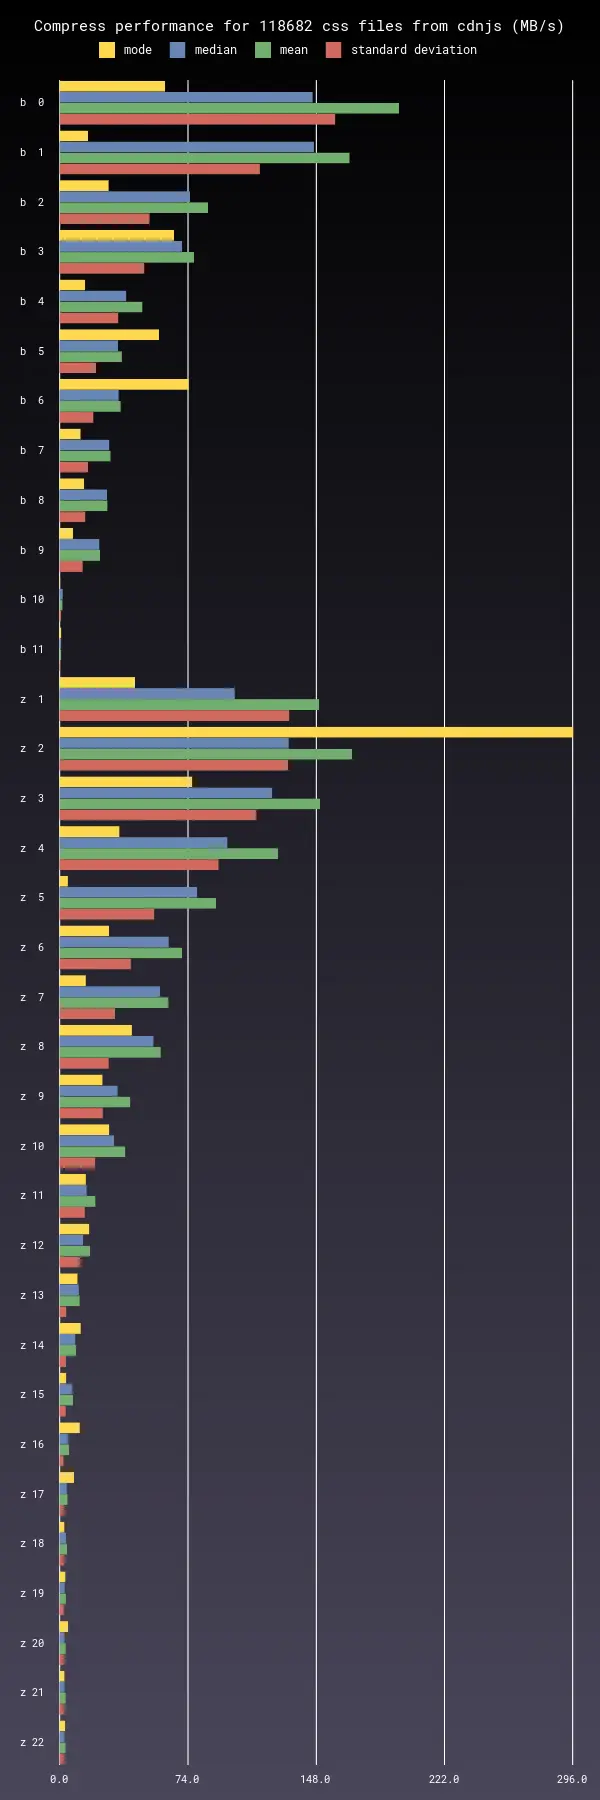 Compress performance for 118682 css files from cdnjs (MB/s)
mode median mean standard deviation
b 0
b 1
b 2
b 3
b 4
b 5
b 6
b 7
b 8
b 9
b 10
b 11
z 1
z 2
z 3
z 4
z 5
z 6
z 7
z 8
z 9
z 10
z 11
z 12
z 13
z 14
z 15
z 16
z 17
z 18
z 19
z 20
z 21
z 22
0.0 74.0 148.0 222.0 296.0